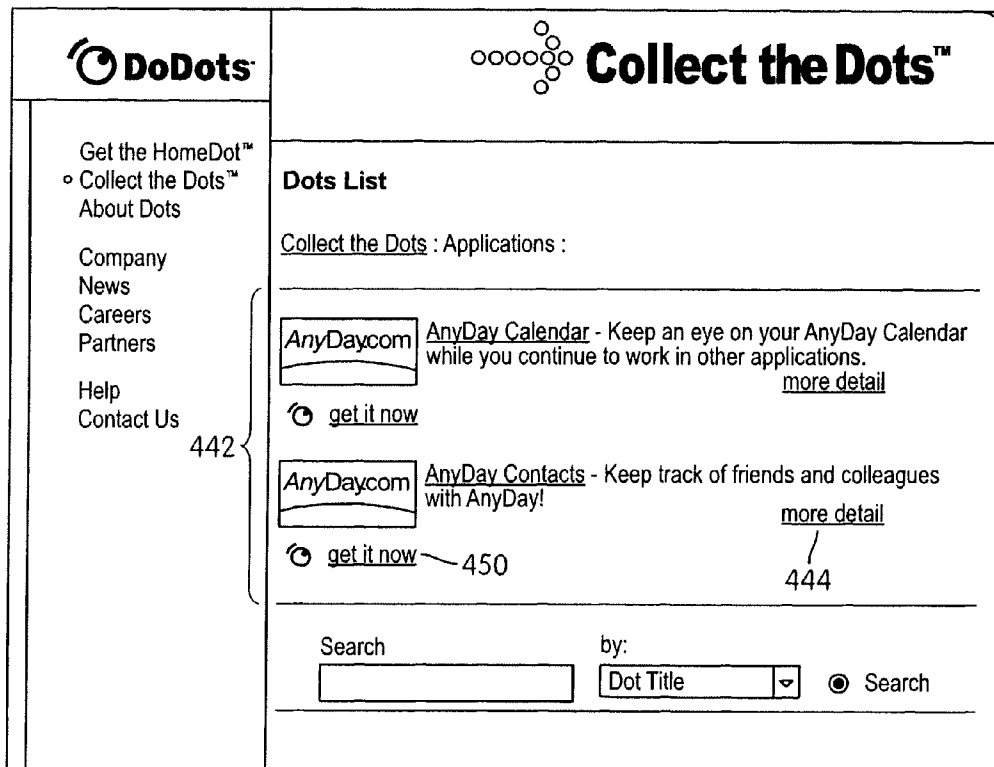 DoDots
Collect the Dots™
Get the HomeDot™
Collect the Dots™
About Dots
Company
News
Careers
Partners
Help
Contact Us
442
Dots List
Collect the Dots : Applications :
AnyDay.com
AnyDay Calendar - Keep an eye on your AnyDay Calendar
while you continue to work in other applications.
more detail
get it now
AnyDay.com
AnyDay Contacts - Keep track of friends and colleagues
with AnyDay!
more detail
get it now
450
444
Search
by:
Dot Title
Search